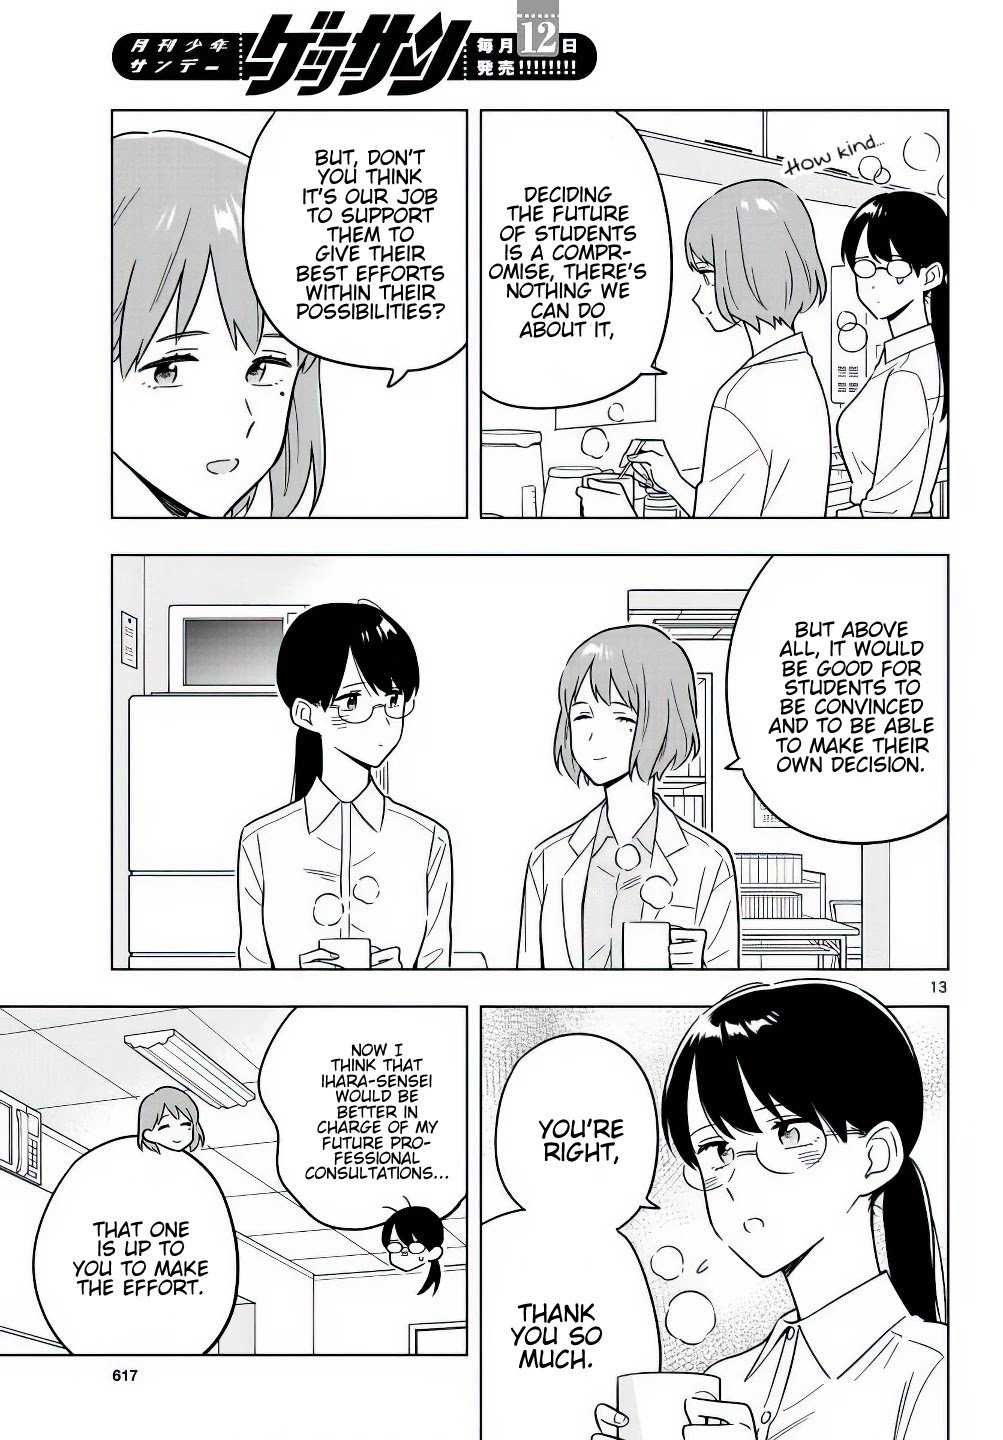 月刊少年
サンデー
ゲッサン
毎月12日
発売!!!!!!!!
How kind...
DECIDING
THE FUTURE
OF STUDENTS
IS A COMPR-
OMISE, THERE'S
NOTHING WE
CAN DO
ABOUT IT,
BUT, DON'T
YOU THINK
IT'S OUR JOB
TO SUPPORT
THEM TO
GIVE THEIR
BEST EFFORTS
WITHIN THEIR
POSSIBILITIES?
BUT ABOVE
ALL, IT WOULD
BE GOOD FOR
STUDENTS TO
BE CONVINCED
AND TO BE ABLE
TO MAKE THEIR
OWN DECISION.
13
YOU'RE
RIGHT,
THANK
YOU SO
MUCH.
NOW I
THINK THAT
IHARA-SENSEI
WOULD BE
BETTER IN
CHARGE OF MY
FUTURE PRO-
FESSIONAL
CONSULTATIONS...
THAT ONE
IS UP TO
YOU TO MAKE
THE EFFORT.
617